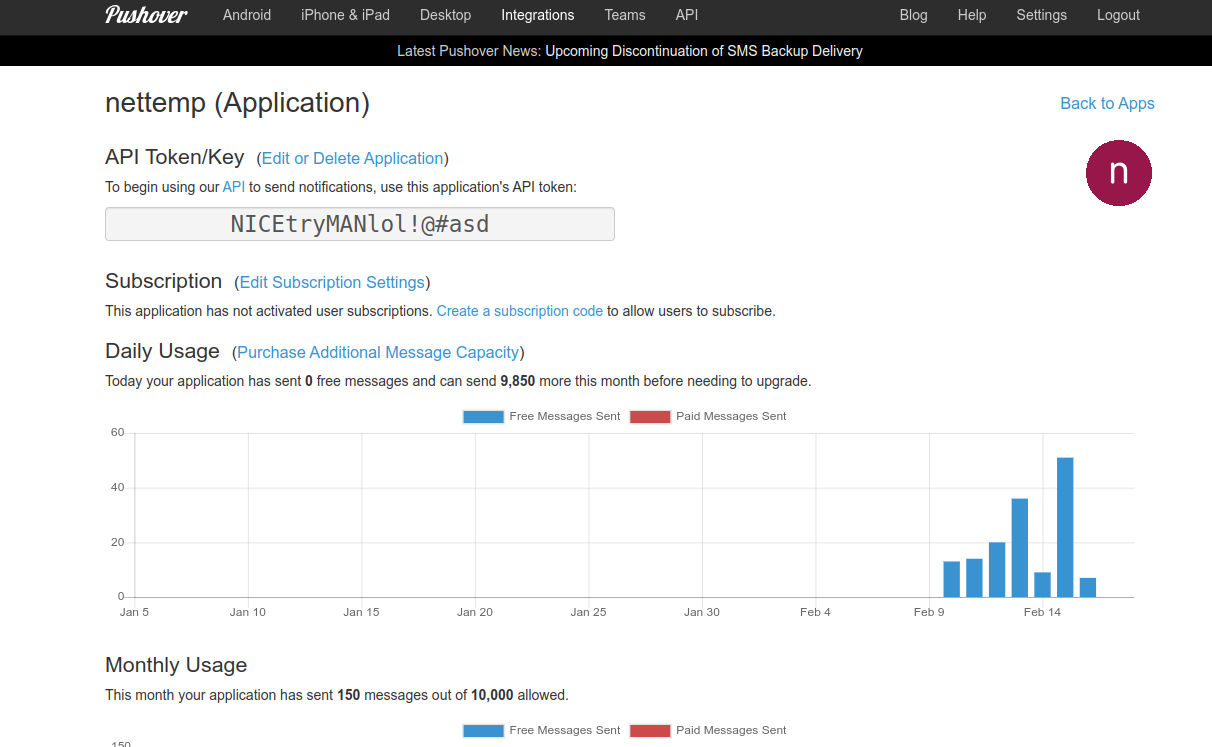 Pushover Android iPhone & iPad Desktop Integrations Teams API Blog Help Settings Logout
Latest Pushover News: Upcoming Discontinuation of SMS Backup Delivery
nettemp (Application) Back to Apps
API Token/Key (Edit or Delete Application)
n
To begin using our API to send notifications, use this application's API token:
NICEtryMANlol!@#asd
Subscription (Edit Subscription Settings)
This application has not activated user subscriptions. Create a subscription code to allow users to subscribe.
Daily Usage (Purchase Additional Message Capacity)
Today your application has sent 0 free messages and can send 9,850 more this month before needing to upgrade.
Free Messages Sent Paid Messages Sent
60
40
20
0
Jan 5 Jan 10 Jan 15 Jan 20 Jan 25 Jan 30 Feb 4 Feb 9 Feb 14
Monthly Usage
This month your application has sent 150 messages out of 10,000 allowed.
Free Messages Sent Paid Messages Sent
150